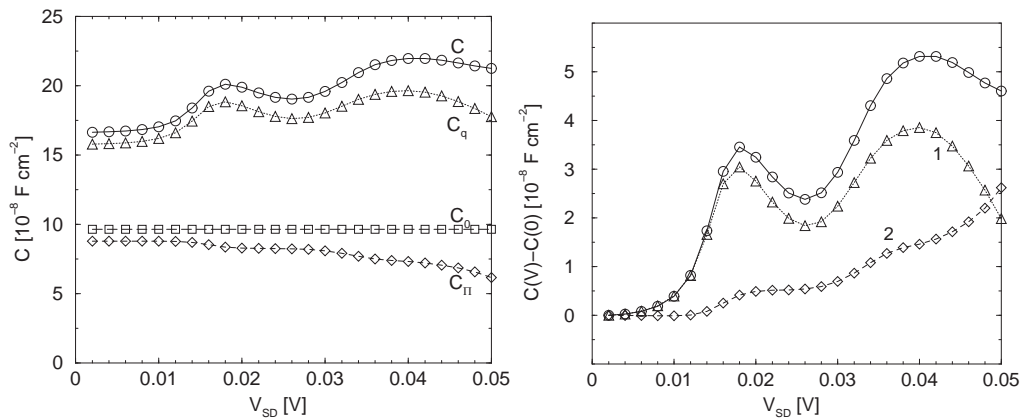 25
20
15
10
5
0
C [10⁻⁸ F cm⁻²]
C
C_q
C_0
C_Π
0 0.01 0.02 0.03 0.04 0.05
V_SD [V]
5
4
3
2
1
0
C(V)−C(0) [10⁻⁸ F cm⁻²]
1
2
0 0.01 0.02 0.03 0.04 0.05
V_SD [V]